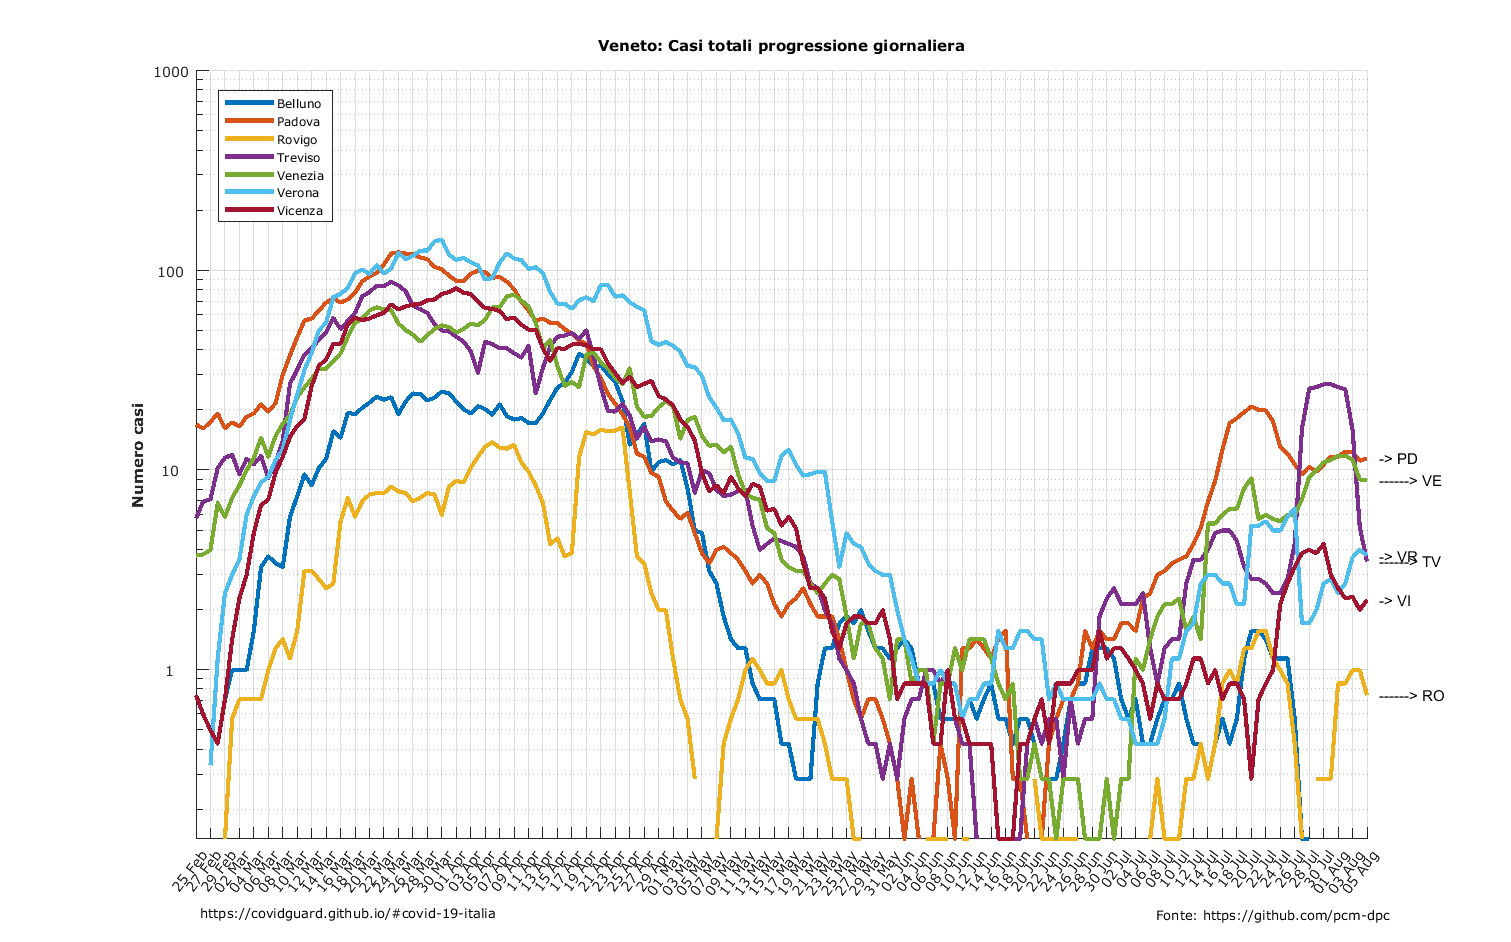 Veneto: Casi totali progressione giornaliera
1000
100
10
1
Numero casi
Belluno
Padova
Rovigo
Treviso
Venezia
Verona
Vicenza
-> PD
------> VE
-> VR
------> TV
-> VI
------> RO
25 Feb
27 Feb
29 Feb
02 Mar
04 Mar
06 Mar
08 Mar
10 Mar
12 Mar
14 Mar
16 Mar
18 Mar
20 Mar
22 Mar
24 Mar
26 Mar
28 Mar
30 Mar
01 Apr
03 Apr
05 Apr
07 Apr
09 Apr
11 Apr
13 Apr
15 Apr
17 Apr
19 Apr
21 Apr
23 Apr
25 Apr
27 Apr
29 Apr
01 May
03 May
05 May
07 May
09 May
11 May
13 May
15 May
17 May
19 May
21 May
23 May
25 May
27 May
29 May
31 May
02 Jun
04 Jun
06 Jun
08 Jun
10 Jun
12 Jun
14 Jun
16 Jun
18 Jun
20 Jun
22 Jun
24 Jun
26 Jun
28 Jun
30 Jun
02 Jul
04 Jul
06 Jul
08 Jul
10 Jul
12 Jul
14 Jul
16 Jul
18 Jul
20 Jul
22 Jul
24 Jul
26 Jul
28 Jul
30 Jul
01 Aug
03 Aug
05 Aug
https://covidguard.github.io/#covid-19-italia
Fonte: https://github.com/pcm-dpc